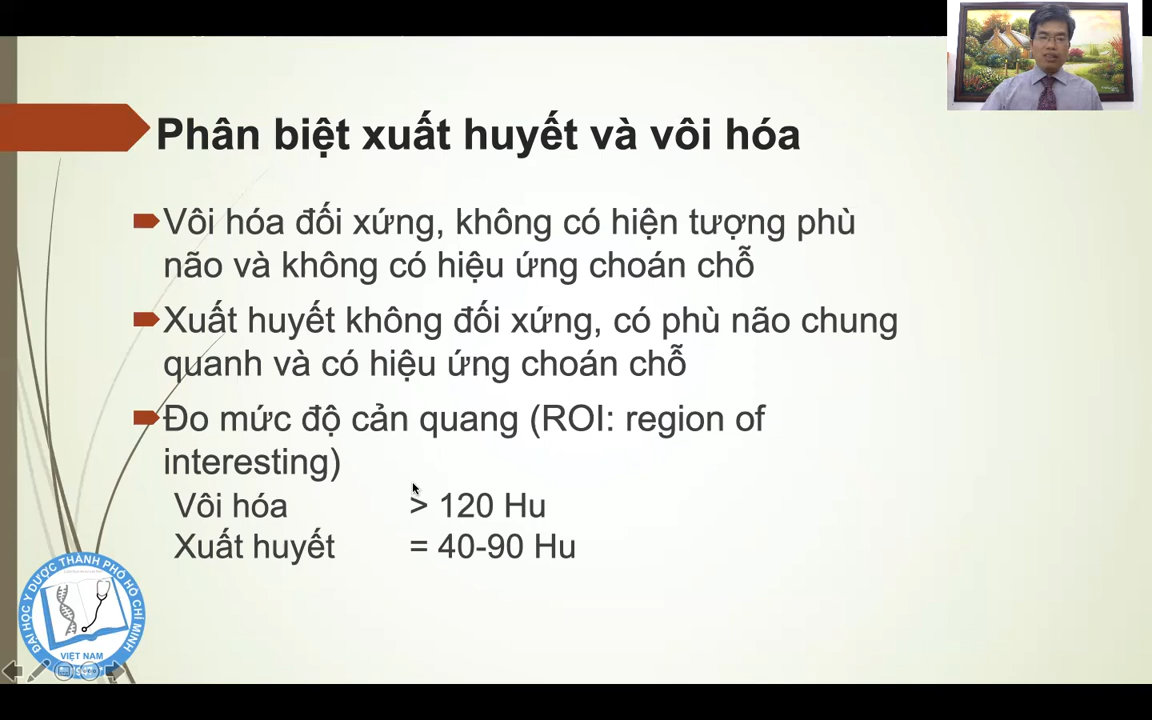 Phân biệt xuất huyết và vôi hóa
Vôi hóa đối xứng, không có hiện tượng phù
não và không có hiệu ứng choán chỗ
Xuất huyết không đối xứng, có phù não chung
quanh và có hiệu ứng choán chỗ
Đo mức độ cản quang (ROI: region of
interesting)
Vôi hóa > 120 Hu
Xuất huyết = 40-90 Hu
ĐẠI HỌC Y DƯỢC THÀNH PHỐ HỒ CHÍ MINH
VIỆT NAM